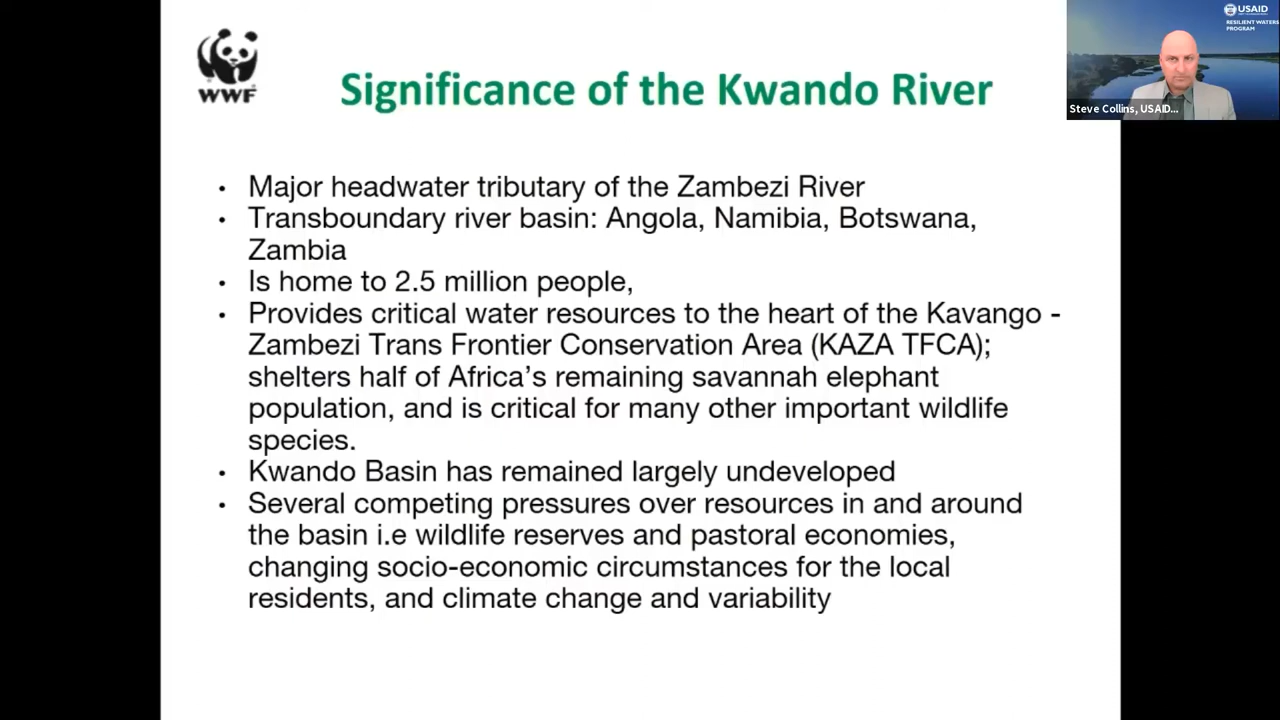 WWF
Significance of the Kwando River
USAID
RESILIENT WATERS
PROGRAM
Steve Collins, USAID...
• Major headwater tributary of the Zambezi River
• Transboundary river basin: Angola, Namibia, Botswana,
Zambia
• Is home to 2.5 million people,
• Provides critical water resources to the heart of the Kavango -
Zambezi Trans Frontier Conservation Area (KAZA TFCA);
shelters half of Africa's remaining savannah elephant
population, and is critical for many other important wildlife
species.
• Kwando Basin has remained largely undeveloped
• Several competing pressures over resources in and around
the basin i.e wildlife reserves and pastoral economies,
changing socio-economic circumstances for the local
residents, and climate change and variability